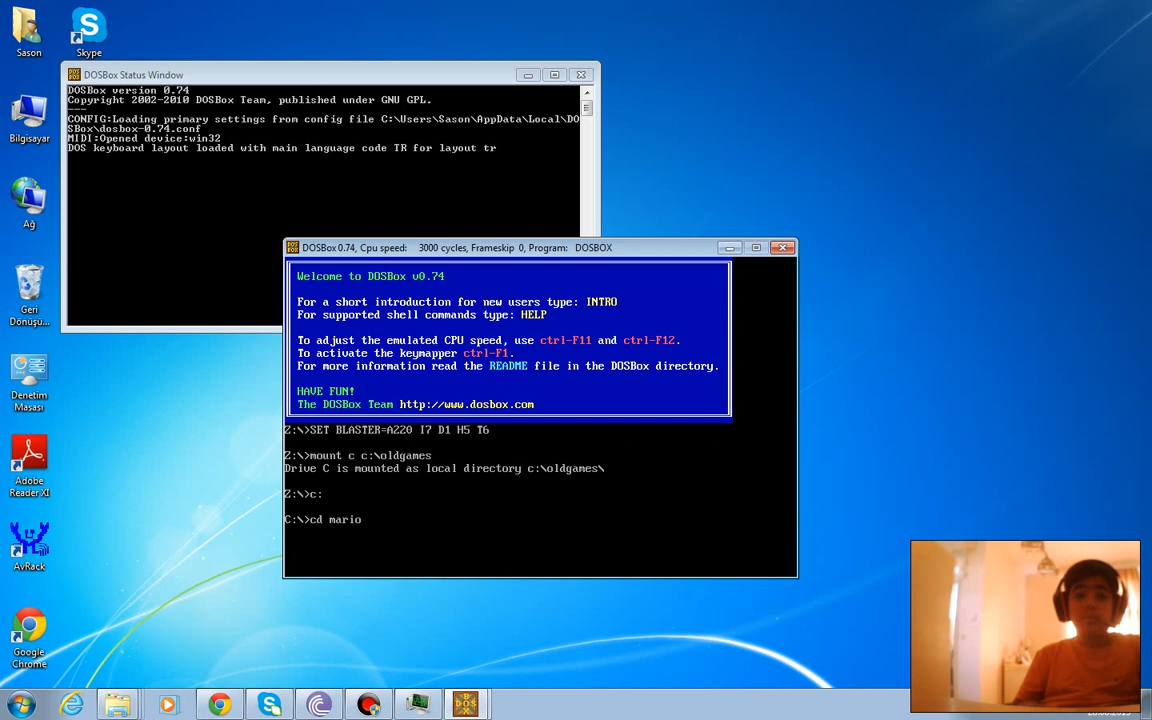 Sason
Skype
Bilgisayar
Ağ
Geri
Dönüşü...
Denetim
Masası
Adobe
Reader XI
AvRack
Google
Chrome
DOSBox Status Window
DOSBox version 0.74
Copyright 2002-2010 DOSBox Team, published under GNU GPL.
---
CONFIG:Loading primary settings from config file C:\Users\Sason\AppData\Local\DO
SBox\dosbox-0.74.conf
MIDI:Opened device:win32
DOS keyboard layout loaded with main language code TR for layout tr
DOSBox 0.74, Cpu speed: 3000 cycles, Frameskip 0, Program: DOSBOX
Welcome to DOSBox v0.74
For a short introduction for new users type: INTRO
For supported shell commands type: HELP
To adjust the emulated CPU speed, use ctrl-F11 and ctrl-F12.
To activate the keymapper ctrl-F1.
For more information read the README file in the DOSBox directory.
HAVE FUN!
The DOSBox Team http://www.dosbox.com
Z:\>SET BLASTER=A220 I7 D1 H5 T6
Z:\>mount c c:\oldgames
Drive C is mounted as local directory c:\oldgames\
Z:\>c:
C:\>cd mario